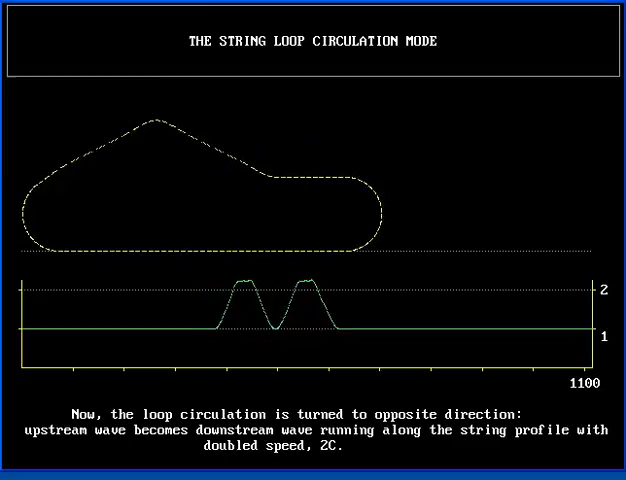 THE STRING LOOP CIRCULATION MODE
2
1
1100
Now, the loop circulation is turned to opposite direction:
upstream wave becomes downstream wave running along the string profile with
doubled speed, 2C.